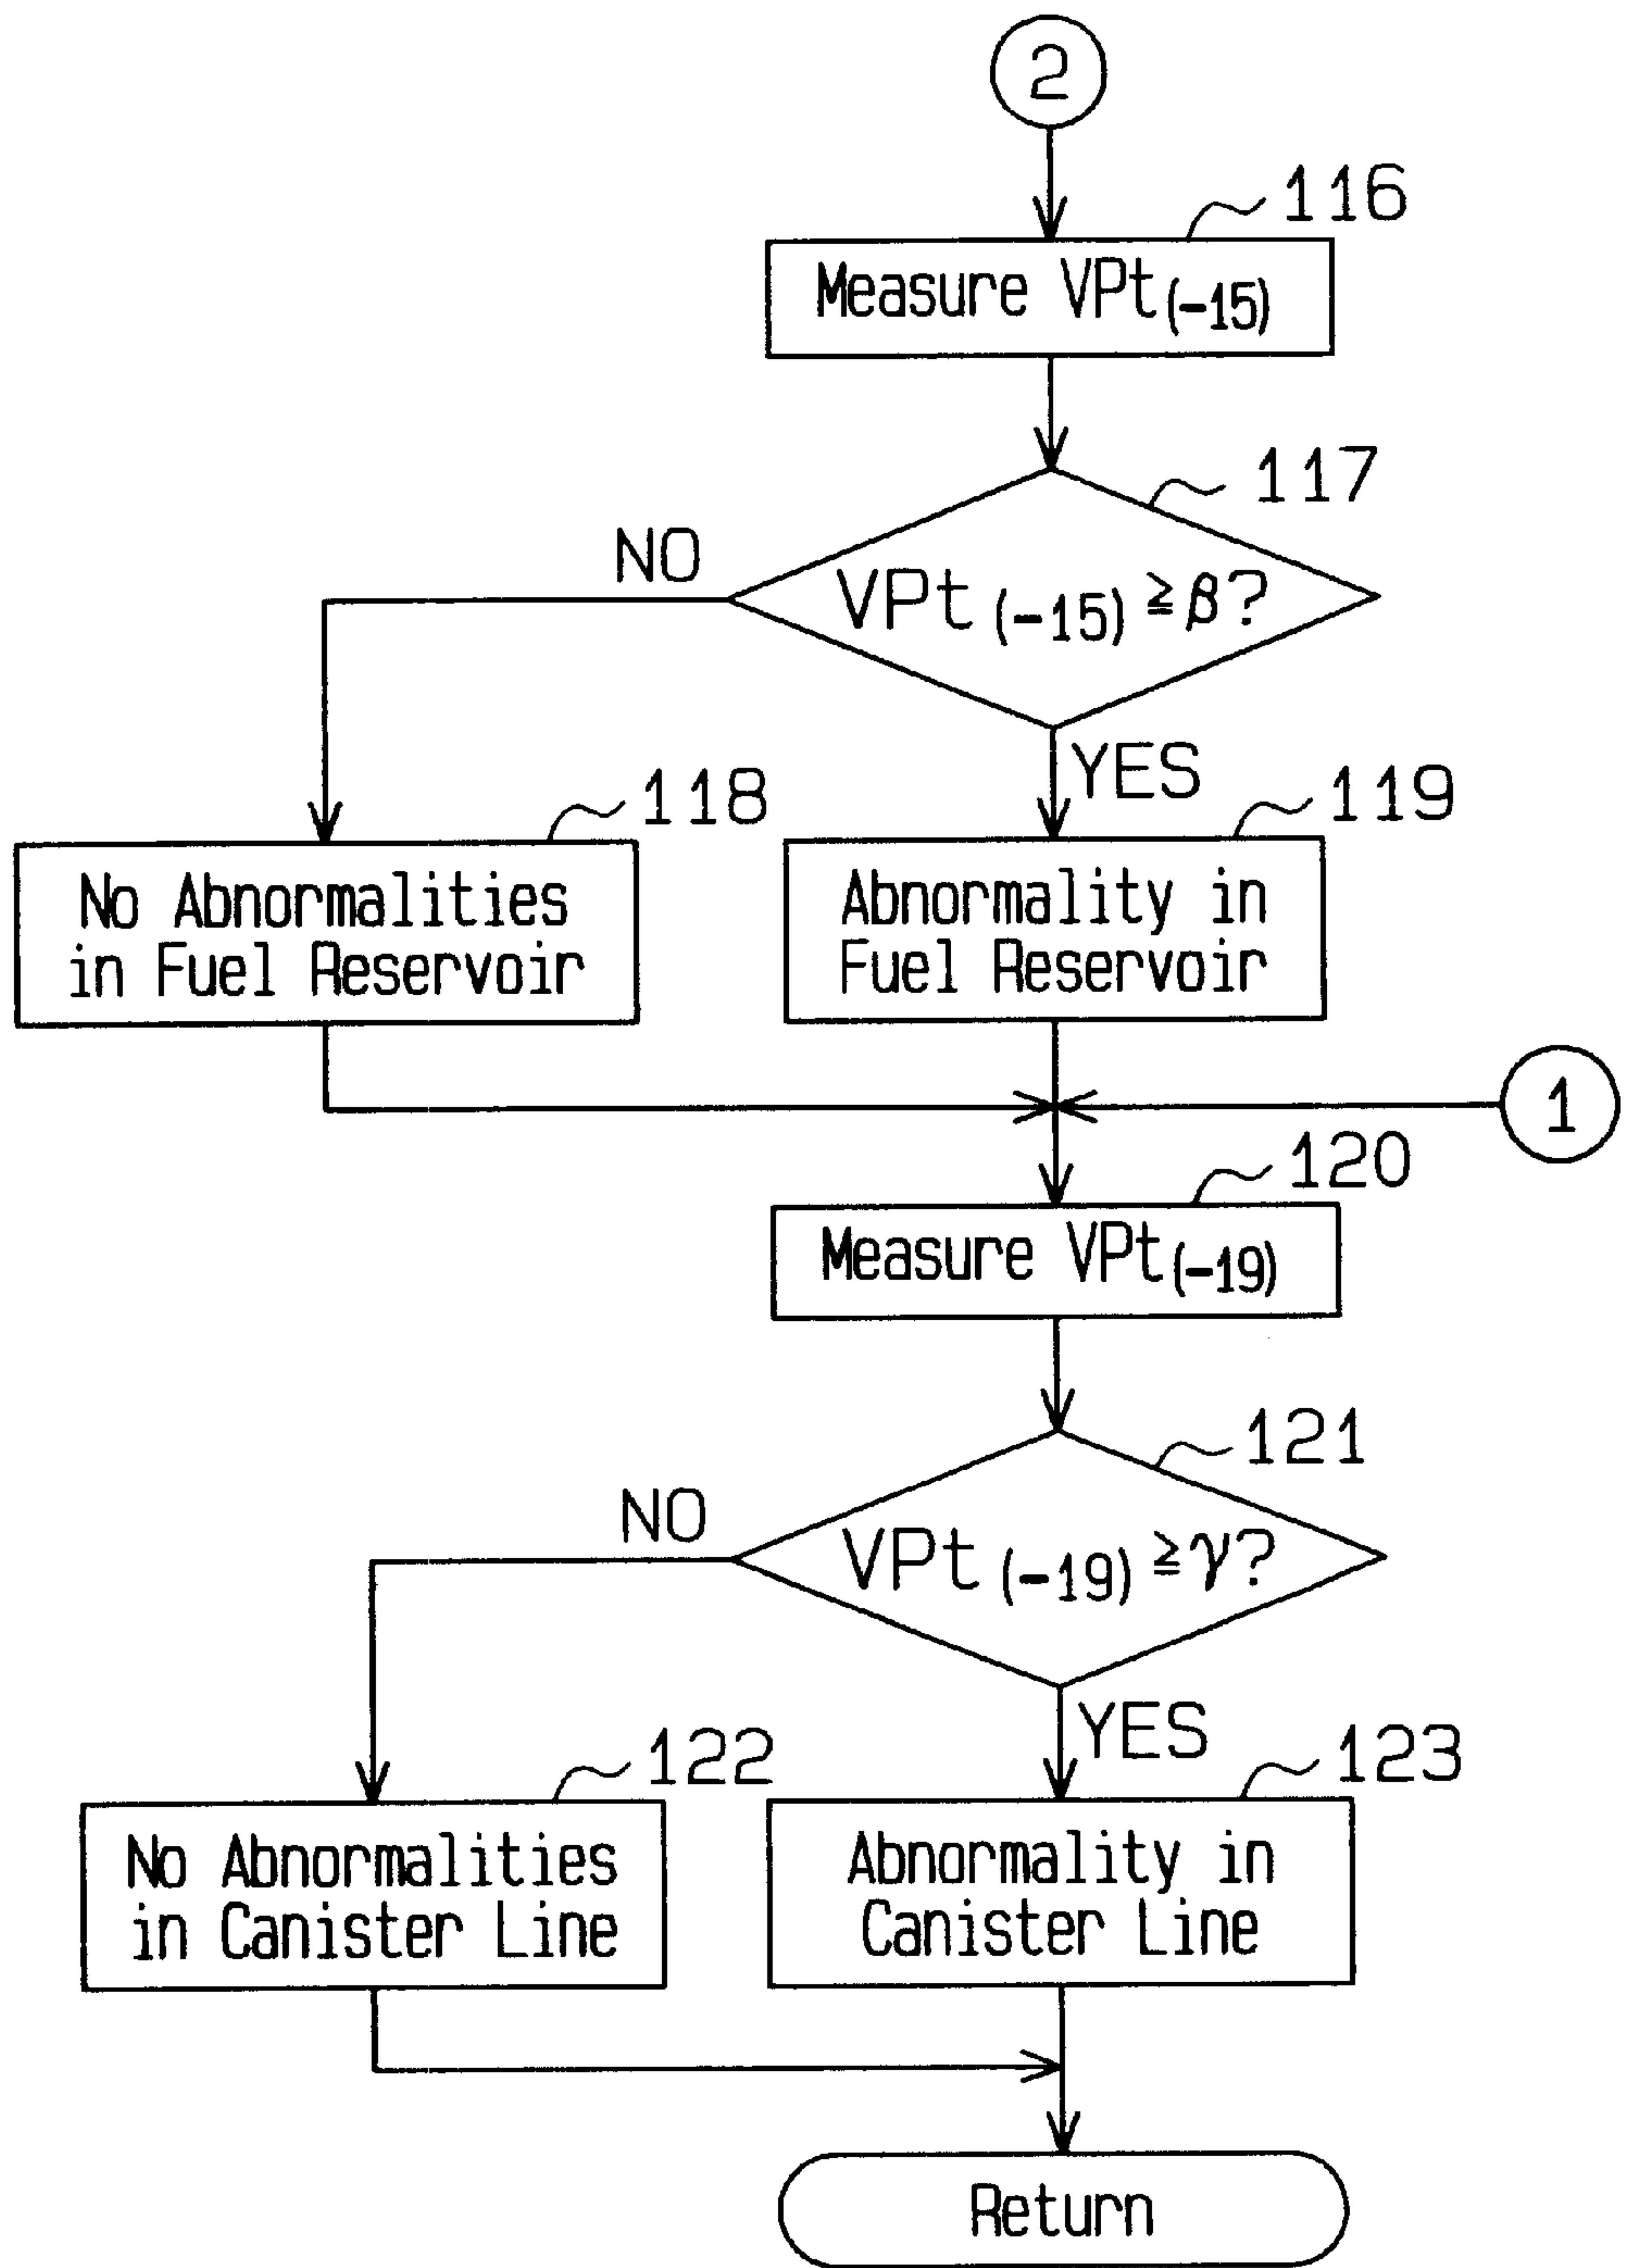 2
116
Measure VPt(-15)
117
NO
VPt(-15) ≧ β?
YES
118
119
No Abnormalities
in Fuel Reservoir
Abnormality in
Fuel Reservoir
1
120
Measure VPt(-19)
121
NO
VPt(-19) ≧ γ?
YES
122
123
No Abnormalities
in Canister Line
Abnormality in
Canister Line
Return